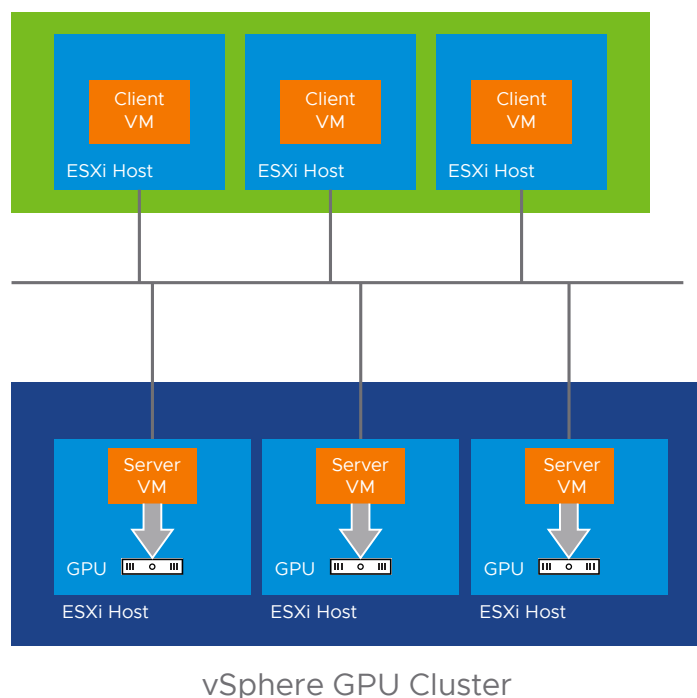 Client
VM
Client
VM
Client
VM
ESXi Host
ESXi Host
ESXi Host
Server
VM
Server
VM
Server
VM
GPU
GPU
GPU
ESXi Host
ESXi Host
ESXi Host
vSphere GPU Cluster